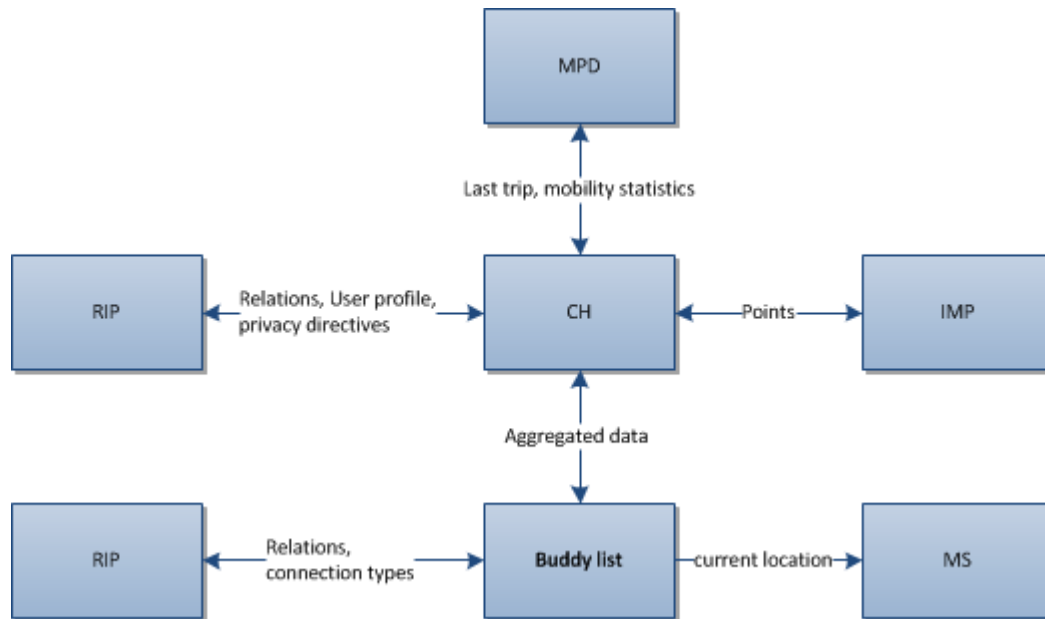 MPD
Last trip, mobility statistics
RIP
Relations, User profile,
privacy directives
CH
Points
IMP
Aggregated data
RIP
Relations,
connection types
Buddy list
current location
MS